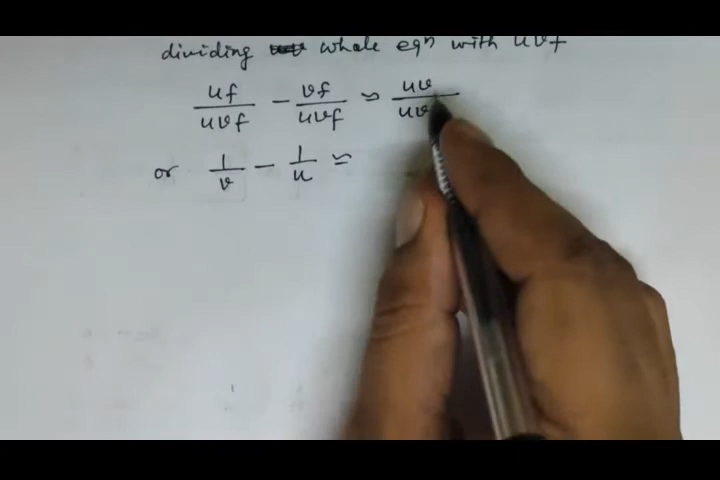 dividing whole eqn with uvf
uf/uvf - vf/uvf ≃ uv/uv
or 1/v - 1/u ≃